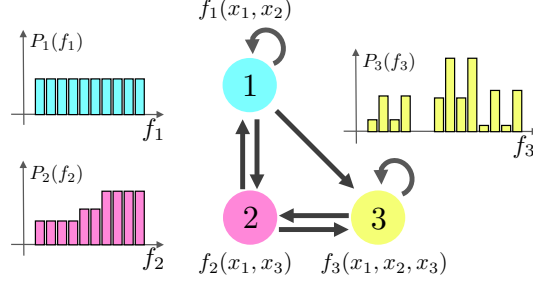 f₁(x₁, x₂)
P₁(f₁)
f₁
1
P₃(f₃)
f₃
P₂(f₂)
f₂
2
3
f₂(x₁, x₃)
f₃(x₁, x₂, x₃)